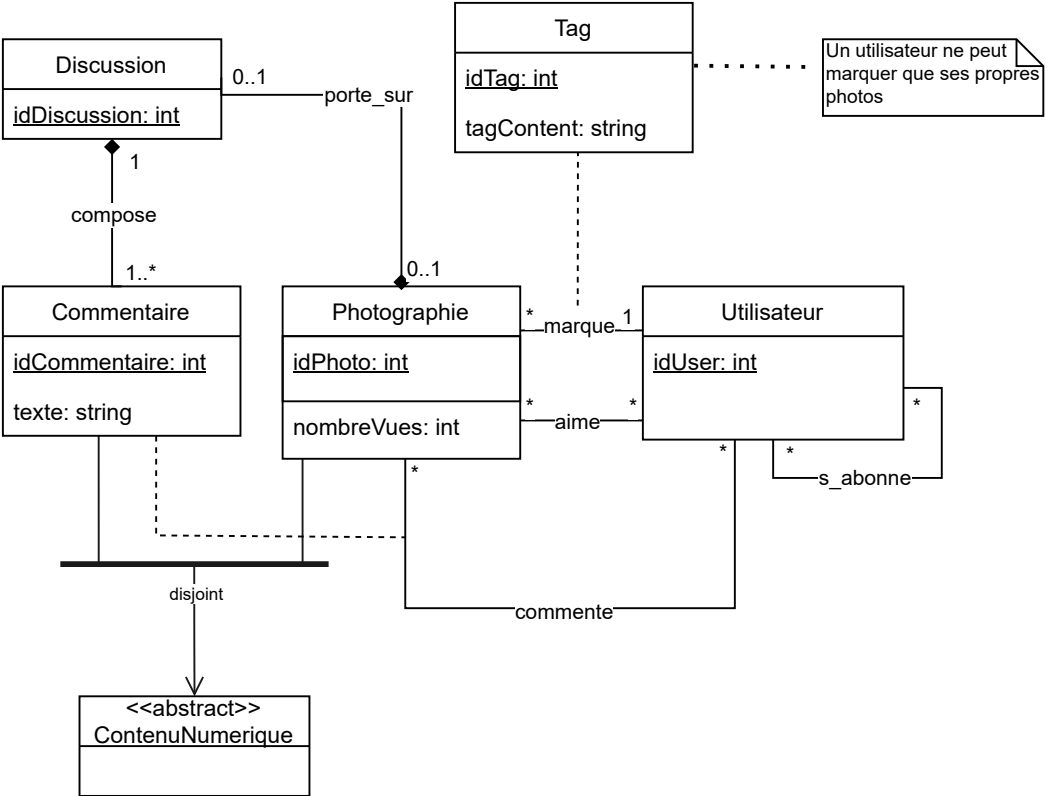 Tag
Discussion
Un utilisateur ne peut
marquer que ses propres
photos
0..1
porte_sur
idTag: int
idDiscussion: int
tagContent: string
1
compose
1..*
0..1
Commentaire
Photographie
*
marque
1
Utilisateur
idCommentaire: int
idPhoto: int
idUser: int
texte: string
nombreVues: int
*
aime
*
*
*
*
*
s_abonne
disjoint
commente
<<abstract>>
ContenuNumerique